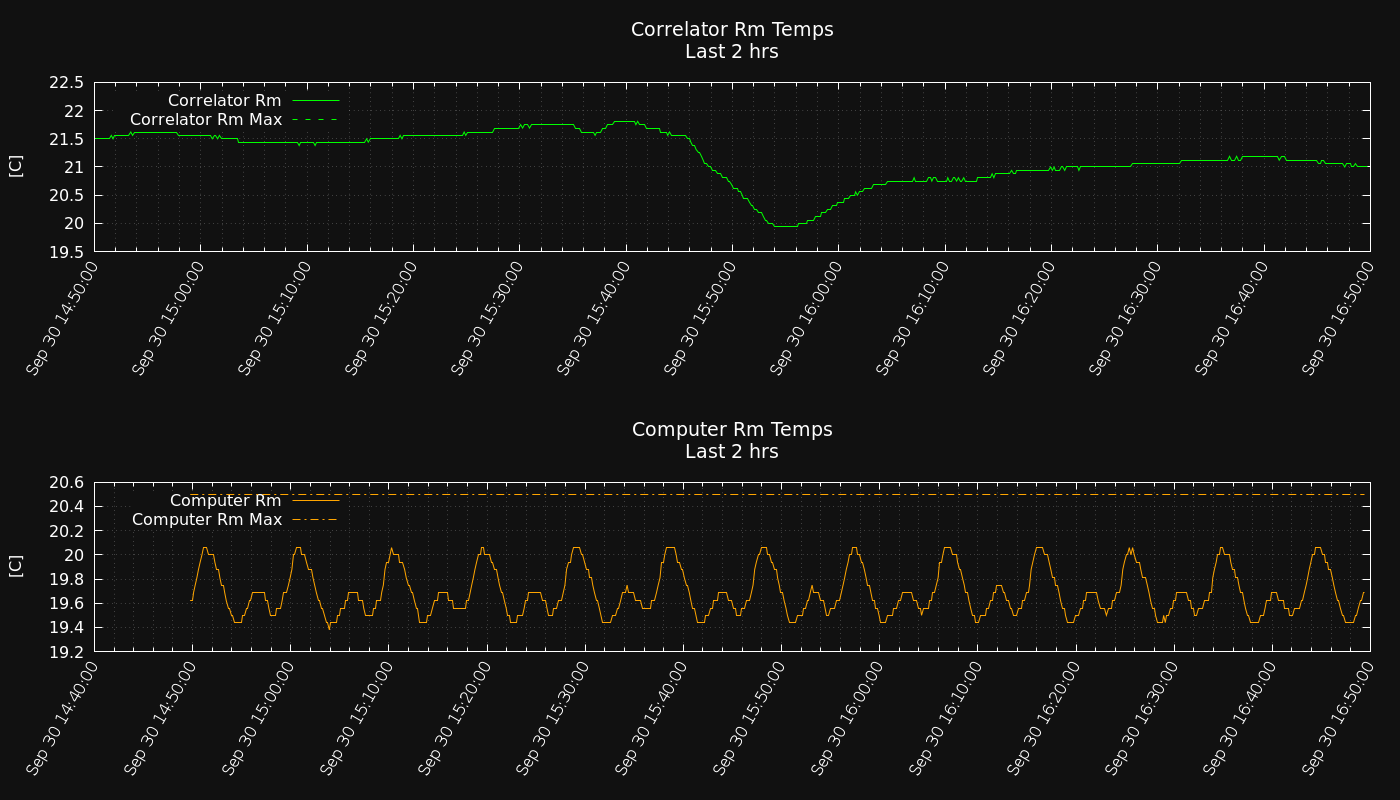 Correlator Rm Temps
Last 2 hrs
22.5
22
21.5
21
20.5
20
19.5
[C]
Correlator Rm
Correlator Rm Max
Sep 30 14:50:00
Sep 30 15:00:00
Sep 30 15:10:00
Sep 30 15:20:00
Sep 30 15:30:00
Sep 30 15:40:00
Sep 30 15:50:00
Sep 30 16:00:00
Sep 30 16:10:00
Sep 30 16:20:00
Sep 30 16:30:00
Sep 30 16:40:00
Sep 30 16:50:00
Computer Rm Temps
Last 2 hrs
20.6
20.4
20.2
20
19.8
19.6
19.4
19.2
[C]
Computer Rm
Computer Rm Max
Sep 30 14:40:00
Sep 30 14:50:00
Sep 30 15:00:00
Sep 30 15:10:00
Sep 30 15:20:00
Sep 30 15:30:00
Sep 30 15:40:00
Sep 30 15:50:00
Sep 30 16:00:00
Sep 30 16:10:00
Sep 30 16:20:00
Sep 30 16:30:00
Sep 30 16:40:00
Sep 30 16:50:00